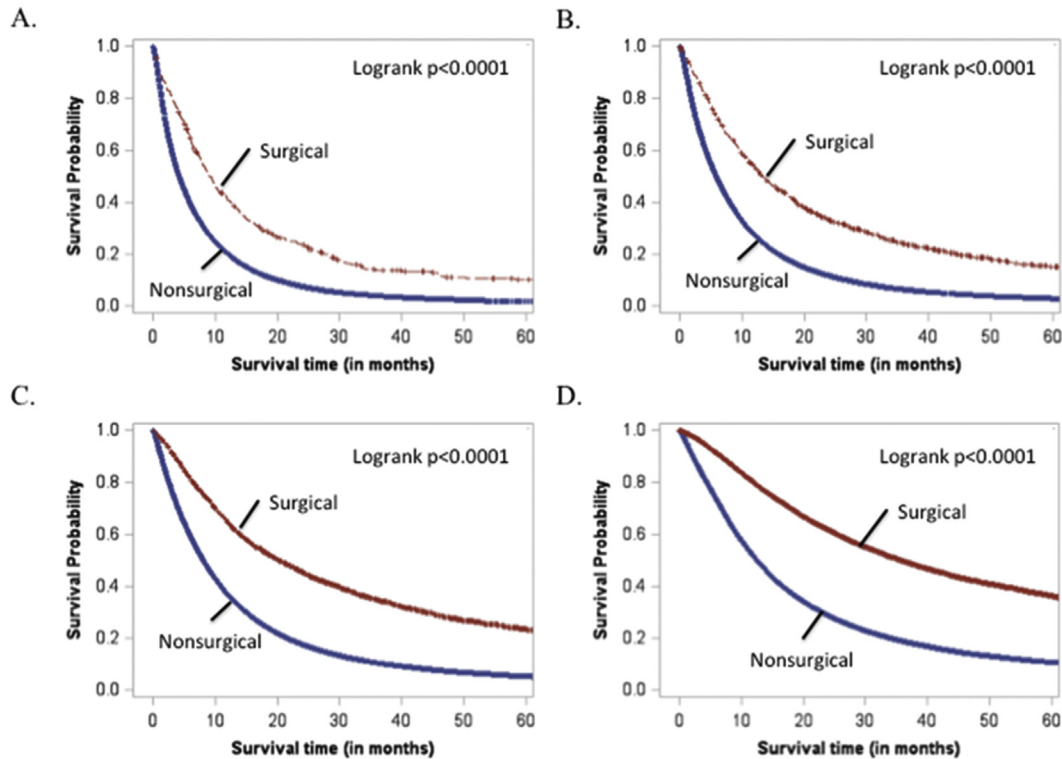 A.
Survival Probability
1.0
0.8
0.6
0.4
0.2
0.0
Logrank p<0.0001
Surgical
Nonsurgical
0 10 20 30 40 50 60
Survival time (in months)
B.
Survival Probability
1.0
0.8
0.6
0.4
0.2
0.0
Logrank p<0.0001
Surgical
Nonsurgical
0 10 20 30 40 50 60
Survival time (in months)
C.
Survival Probability
1.0
0.8
0.6
0.4
0.2
0.0
Logrank p<0.0001
Surgical
Nonsurgical
0 10 20 30 40 50 60
Survival time (in months)
D.
Survival Probability
1.0
0.8
0.6
0.4
0.2
0.0
Logrank p<0.0001
Surgical
Nonsurgical
0 10 20 30 40 50 60
Survival time (in months)